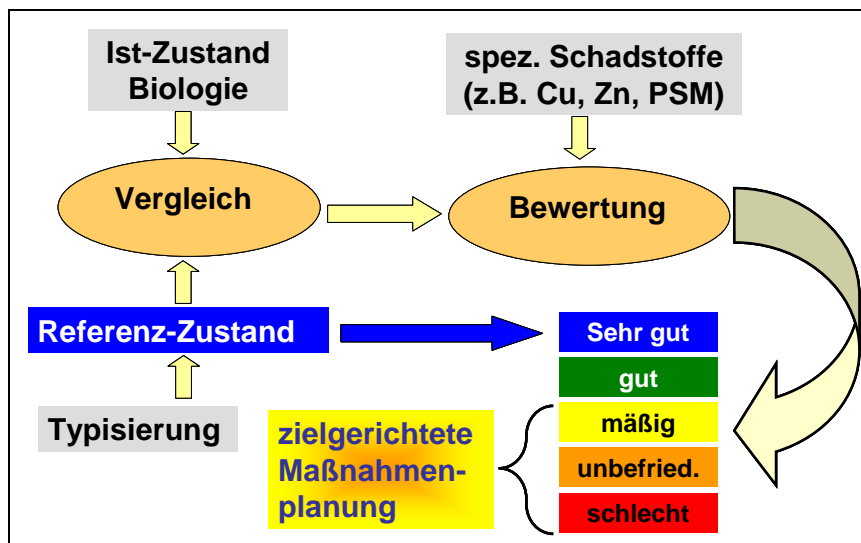 Ist-Zustand
Biologie
spez. Schadstoffe
(z.B. Cu, Zn, PSM)
Vergleich
Bewertung
Referenz-Zustand
Sehr gut
gut
Typisierung
zielgerichtete
Maßnahmen-
planung
mäßig
unbefried.
schlecht